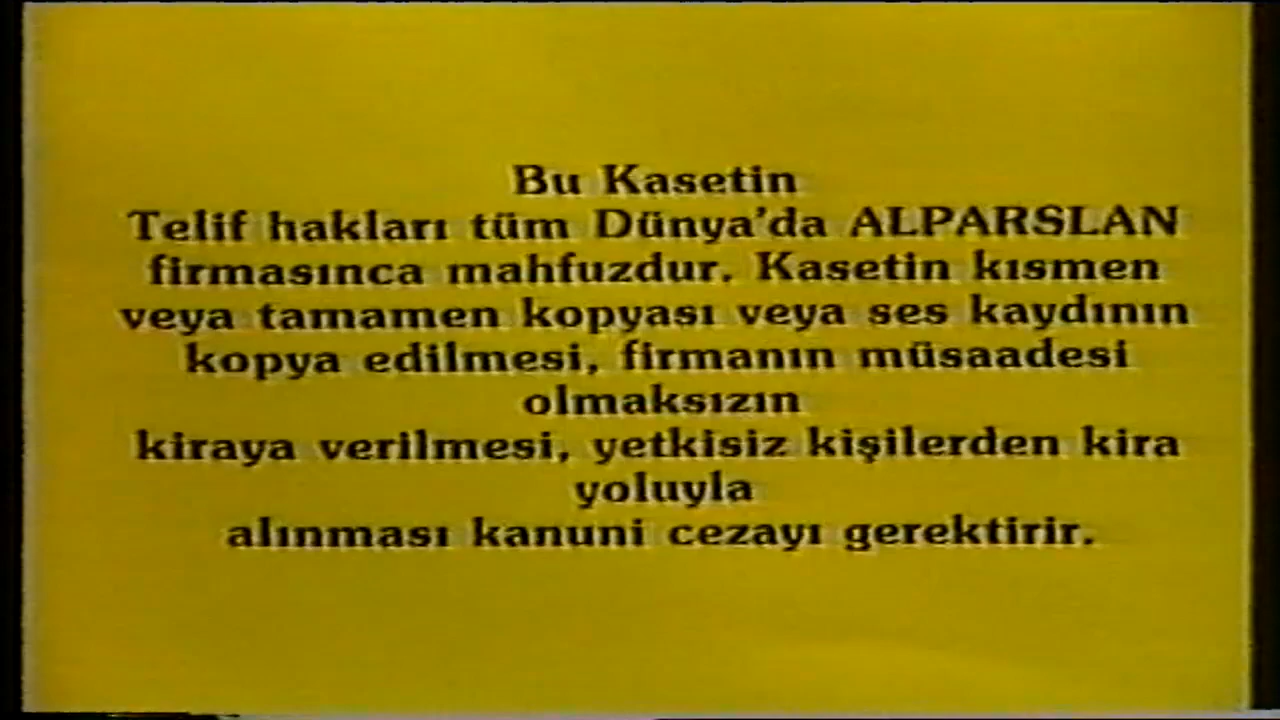 Bu Kasetin
Telif hakları tüm Dünya'da ALPARSLAN
firmasınca mahfuzdur. Kasetin kısmen
veya tamamen kopyası veya ses kaydının
kopya edilmesi, firmanın müsaadesi
olmaksızın
kiraya verilmesi, yetkisiz kişilerden kira
yoluyla
alınması kanuni cezayı gerektirir.